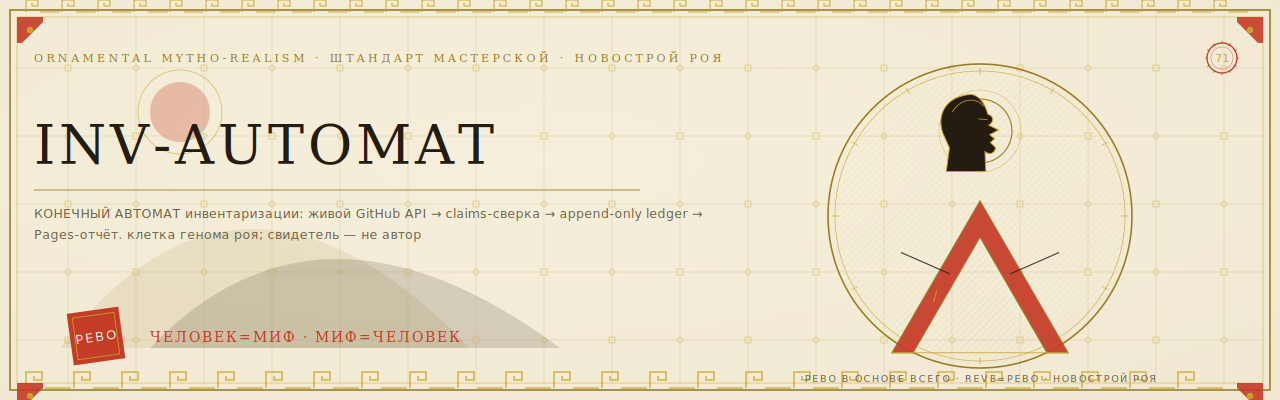 ORNAMENTAL MYTHO-REALISM · ШТАНДАРТ МАСТЕРСКОЙ · НОВОСТРОЙ РОЯ
71
INV-AUTOMAT
КОНЕЧНЫЙ АВТОМАТ инвентаризации: живой GitHub API → claims-сверка → append-only ledger →
Pages-отчёт. клетка генома роя; свидетель — не автор
РЕВО
ЧЕЛОВЕК=МИФ · МИФ=ЧЕЛОВЕК
РЕВО В ОСНОВЕ ВСЕГО · REVE=РЕВО · НОВОСТРОЙ РОЯ